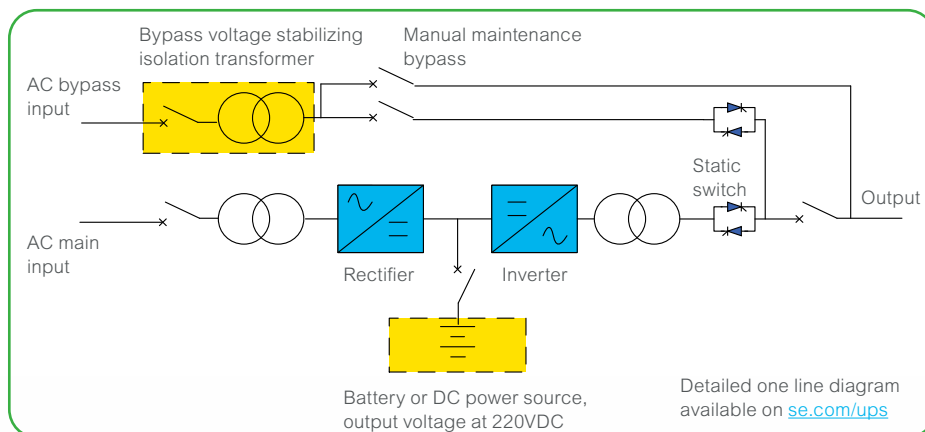 Bypass voltage stabilizing
isolation transformer
Manual maintenance
bypass
AC bypass
input
Static
switch
Output
AC main
input
Rectifier
Inverter
Battery or DC power source,
output voltage at 220VDC
Detailed one line diagram
available on se.com/ups